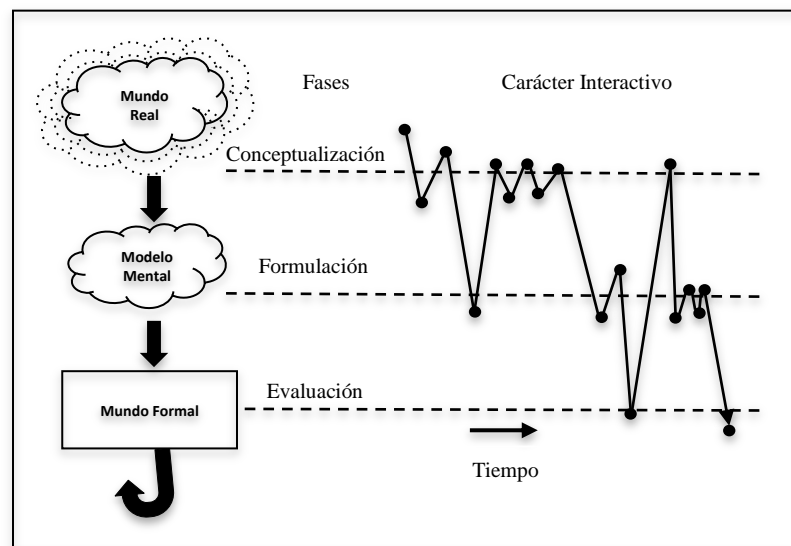 Mundo
Real
Fases
Carácter Interactivo
Conceptualización
Modelo
Mental
Formulación
Mundo Formal
Evaluación
Tiempo